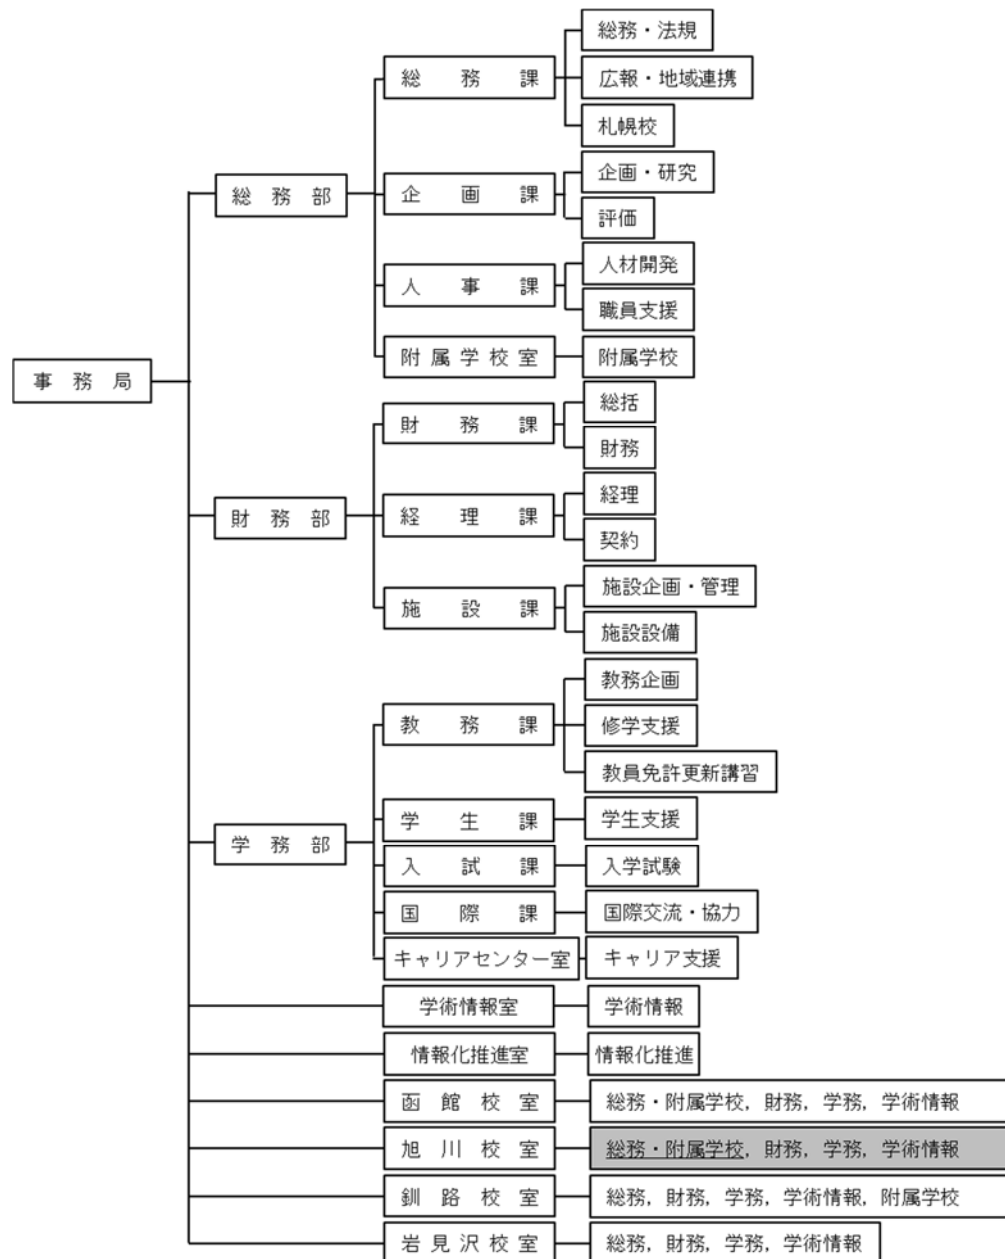 総務・法規
総務課
広報・地域連携
札幌校
企画・研究
総務部
企画課
評価
人材開発
人事課
職員支援
附属学校室
附属学校
事務局
総括
財務課
財務
経理
財務部
経理課
契約
施設企画・管理
施設課
施設設備
教務企画
教務課
修学支援
教員免許更新講習
学務部
学生課
学生支援
入試課
入学試験
国際課
国際交流・協力
キャリアセンター室
キャリア支援
学術情報室
学術情報
情報化推進室
情報化推進
函館校室
総務・附属学校, 財務, 学務, 学術情報
旭川校室
総務・附属学校, 財務, 学務, 学術情報
釧路校室
総務, 財務, 学務, 学術情報, 附属学校
岩見沢校室
総務, 財務, 学務, 学術情報